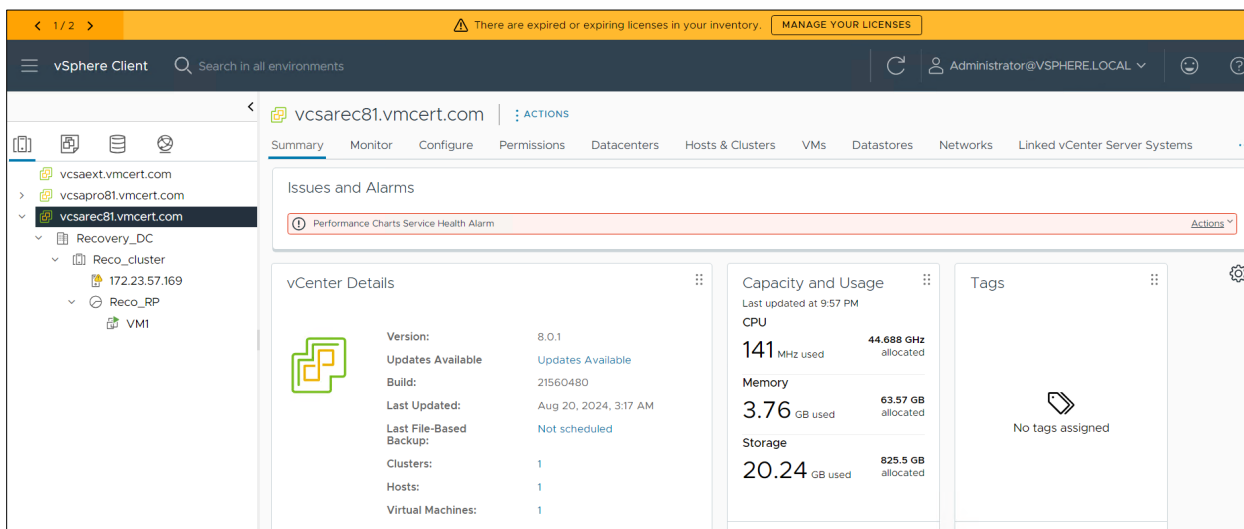 1 / 2
There are expired or expiring licenses in your inventory.
MANAGE YOUR LICENSES
vSphere Client
Search in all environments
Administrator@VSPHERE.LOCAL
vcsaext.vmcert.com
vcsapro81.vmcert.com
vcsarec81.vmcert.com
Recovery_DC
Reco_cluster
172.23.57.169
Reco_RP
VM1
vcsarec81.vmcert.com
ACTIONS
Summary Monitor Configure Permissions Datacenters Hosts & Clusters VMs Datastores Networks Linked vCenter Server Systems
Issues and Alarms
Performance Charts Service Health Alarm
Actions
vCenter Details
Version: 8.0.1
Updates Available Updates Available
Build: 21560480
Last Updated: Aug 20, 2024, 3:17 AM
Last File-Based Not scheduled
Backup:
Clusters: 1
Hosts: 1
Virtual Machines: 1
Capacity and Usage
Last updated at 9:57 PM
CPU
141 MHz used 44.688 GHz
allocated
Memory
3.76 GB used 63.57 GB
allocated
Storage
20.24 GB used 825.5 GB
allocated
Tags
No tags assigned